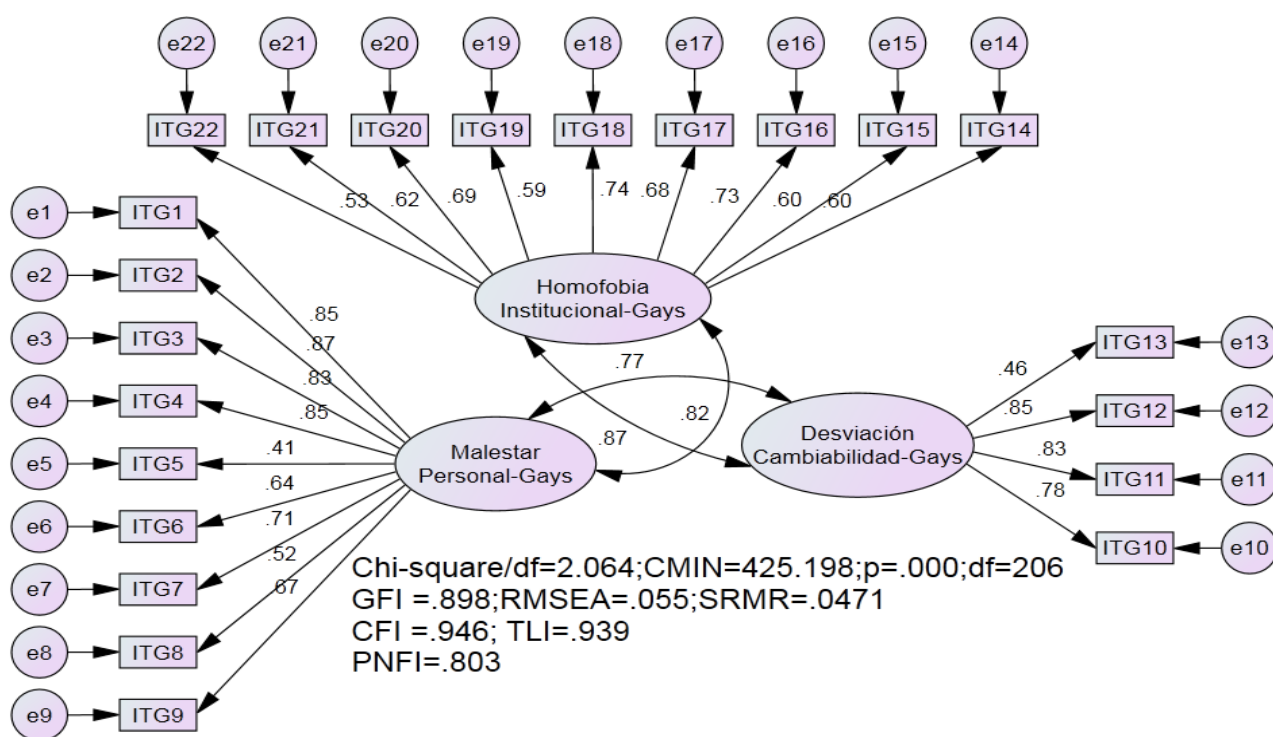 e22 e21 e20 e19 e18 e17 e16 e15 e14
ITG22 ITG21 ITG20 ITG19 ITG18 ITG17 ITG16 ITG15 ITG14
.53 .62 .69 .59 .74 .68 .73 .60 .60
Homofobia
Institucional-Gays
e1 ITG1
e2 ITG2
e3 ITG3
e4 ITG4
e5 ITG5
e6 ITG6
e7 ITG7
e8 ITG8
e9 ITG9
.85
.87
.83
.85
.41
.64
.71
.52
.67
Malestar
Personal-Gays
.77
.82
.87
Desviación
Cambiabilidad-Gays
.46
.85
.83
.78
ITG13 e13
ITG12 e12
ITG11 e11
ITG10 e10
Chi-square/df=2.064;CMIN=425.198;p=.000;df=206
GFI =.898;RMSEA=.055;SRMR=.0471
CFI =.946; TLI=.939
PNFI=.803